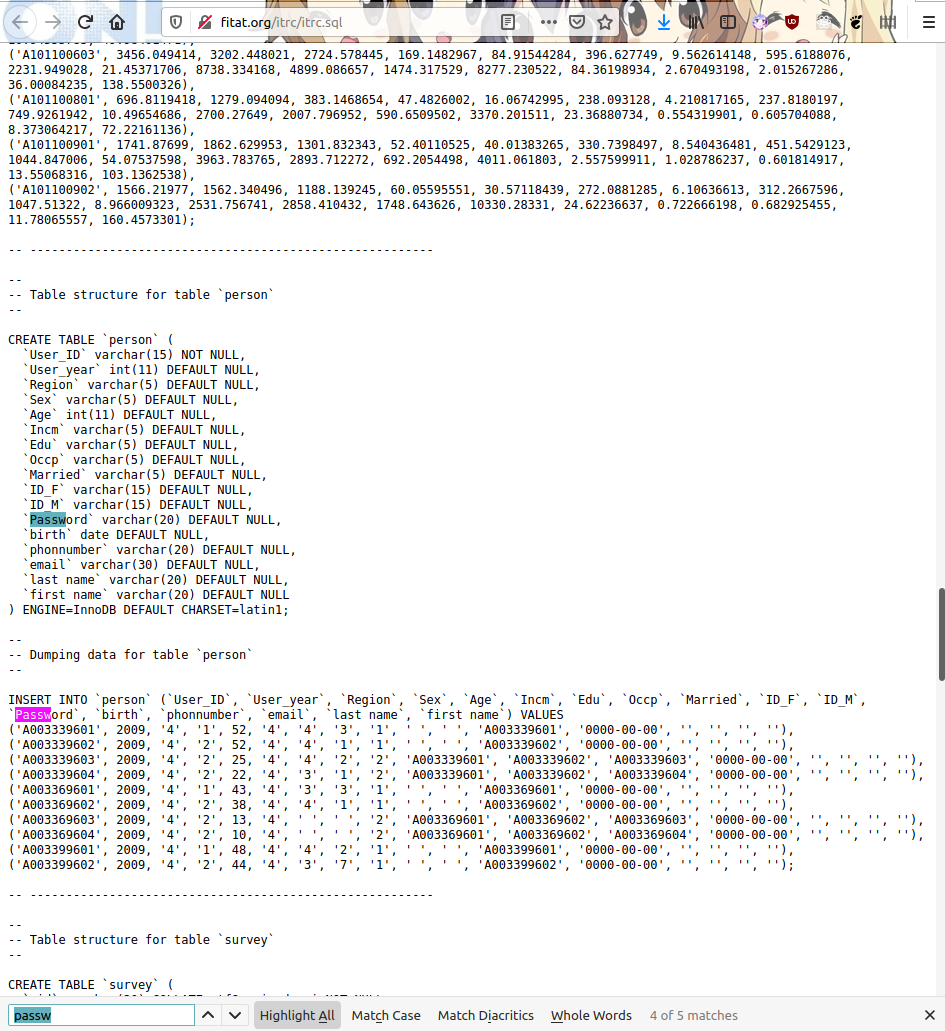 fitat.org/itrc/itrc.sql
('A101100603', 3456.049414, 3202.448021, 2724.578445, 169.1482967, 84.91544284, 396.627749, 9.562614148, 595.6188076,
2231.949028, 21.45371706, 8738.334168, 4899.086657, 1474.317529, 8277.230522, 84.36198934, 2.670493198, 2.015267286,
36.00084235, 138.5500326),
('A101100801', 696.8119418, 1279.094094, 383.1468654, 47.4826002, 16.06742995, 238.093128, 4.210817165, 237.8180197,
749.9261942, 10.49654686, 2700.27649, 2007.796952, 590.6509502, 3370.201511, 23.36880734, 0.554319901, 0.605704088,
8.373064217, 72.22161136),
('A101100901', 1741.87699, 1862.629953, 1301.832343, 52.40110525, 40.01383265, 330.7398497, 8.540436481, 451.5429123,
1044.847006, 54.07537598, 3963.783765, 2893.712272, 692.2054498, 4011.061803, 2.557599911, 1.028786237, 0.601814917,
13.55068316, 103.1362538),
('A101100902', 1566.21977, 1562.340496, 1188.139245, 60.05595551, 30.57118439, 272.0881285, 6.10636613, 312.2667596,
1047.51322, 8.966009323, 2531.756741, 2858.410432, 1748.643626, 10330.28331, 24.62236637, 0.722666198, 0.682925455,
11.78065557, 160.4573301);
-- --------------------------------------------------------
--
-- Table structure for table `person`
--
CREATE TABLE `person` (
`User_ID` varchar(15) NOT NULL,
`User_year` int(11) DEFAULT NULL,
`Region` varchar(5) DEFAULT NULL,
`Sex` varchar(5) DEFAULT NULL,
`Age` int(11) DEFAULT NULL,
`Incm` varchar(5) DEFAULT NULL,
`Edu` varchar(5) DEFAULT NULL,
`Occp` varchar(5) DEFAULT NULL,
`Married` varchar(5) DEFAULT NULL,
`ID_F` varchar(15) DEFAULT NULL,
`ID_M` varchar(15) DEFAULT NULL,
`Password` varchar(20) DEFAULT NULL,
`birth` date DEFAULT NULL,
`phonnumber` varchar(20) DEFAULT NULL,
`email` varchar(30) DEFAULT NULL,
`last name` varchar(20) DEFAULT NULL,
`first name` varchar(20) DEFAULT NULL
) ENGINE=InnoDB DEFAULT CHARSET=latin1;
--
-- Dumping data for table `person`
--
INSERT INTO `person` (`User_ID`, `User_year`, `Region`, `Sex`, `Age`, `Incm`, `Edu`, `Occp`, `Married`, `ID_F`, `ID_M`,
`Password`, `birth`, `phonnumber`, `email`, `last name`, `first name`) VALUES
('A003339601', 2009, '4', '1', 52, '4', '4', '3', '1', ' ', ' ', 'A003339601', '0000-00-00', '', '', '', ''),
('A003339602', 2009, '4', '2', 52, '4', '4', '1', '1', ' ', ' ', 'A003339602', '0000-00-00', '', '', '', ''),
('A003339603', 2009, '4', '2', 25, '4', '4', '2', '2', 'A003339601', 'A003339602', 'A003339603', '0000-00-00', '', '', '', ''),
('A003339604', 2009, '4', '2', 22, '4', '3', '1', '2', 'A003339601', 'A003339602', 'A003339604', '0000-00-00', '', '', '', ''),
('A003369601', 2009, '4', '1', 43, '4', '3', '3', '1', ' ', ' ', 'A003369601', '0000-00-00', '', '', '', ''),
('A003369602', 2009, '4', '2', 38, '4', '4', '1', '1', ' ', ' ', 'A003369602', '0000-00-00', '', '', '', ''),
('A003369603', 2009, '4', '2', 13, '4', ' ', ' ', '2', 'A003369601', 'A003369602', 'A003369603', '0000-00-00', '', '', '', ''),
('A003369604', 2009, '4', '2', 10, '4', ' ', ' ', '2', 'A003369601', 'A003369602', 'A003369604', '0000-00-00', '', '', '', ''),
('A003399601', 2009, '4', '1', 48, '4', '4', '2', '1', ' ', ' ', 'A003399601', '0000-00-00', '', '', '', ''),
('A003399602', 2009, '4', '2', 44, '4', '3', '7', '1', ' ', ' ', 'A003399602', '0000-00-00', '', '', '', '');
-- --------------------------------------------------------
--
-- Table structure for table `survey`
--
CREATE TABLE `survey` (
passw Highlight All Match Case Match Diacritics Whole Words 4 of 5 matches